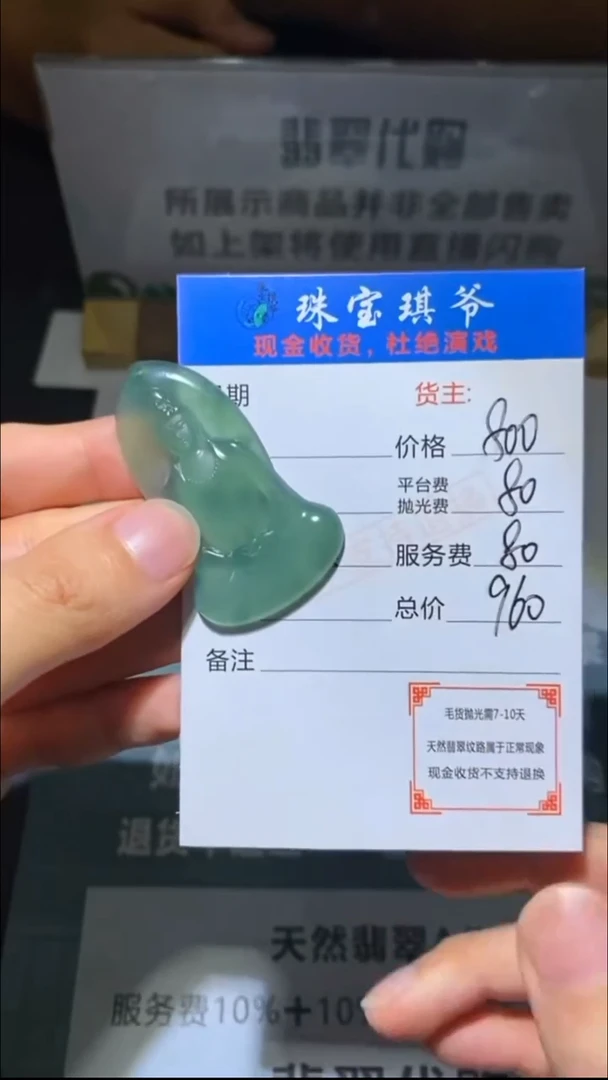 翡翠代购
所展示商品并非全部售卖
如上架将使用直播闪购
珠宝琪爷
现金收货，杜绝演戏
期
货主:
价格 800
平台费
抛光费 80
服务费 80
总价 960
备注
毛货抛光需7-10天
天然翡翠纹路属于正常现象
现金收货不支持退换
退货
天然翡翠A
服务费10%+10
翡翠代购